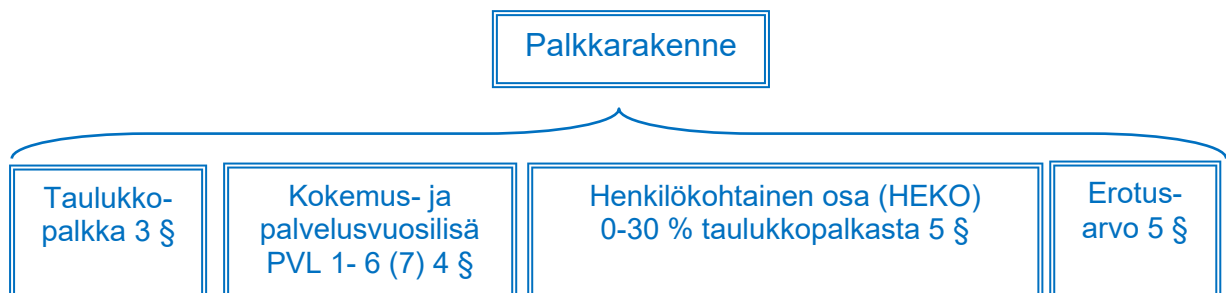 Palkkarakenne
Taulukko-
palkka 3 §
Kokemus- ja
palvelusvuosilisä
PVL 1- 6 (7) 4 §
Henkilökohtainen osa (HEKO)
0-30 % taulukkopalkasta 5 §
Erotus-
arvo 5 §